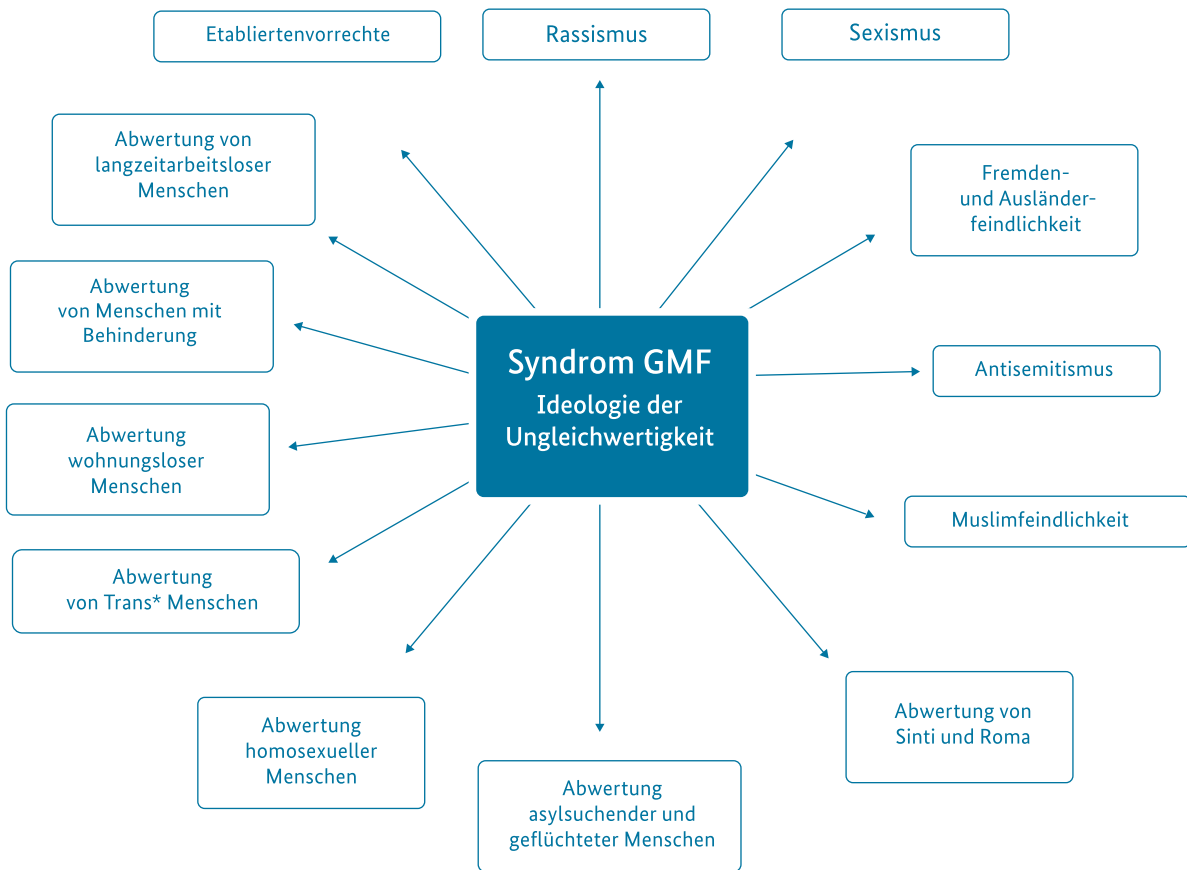 Etabliertenvorrechte
Rassismus
Sexismus
Abwertung von
langzeitarbeitsloser
Menschen
Fremden-
und Ausländer-
feindlichkeit
Abwertung
von Menschen mit
Behinderung
Syndrom GMF
Ideologie der
Ungleichwertigkeit
Antisemitismus
Abwertung
wohnungsloser
Menschen
Muslimfeindlichkeit
Abwertung
von Trans* Menschen
Abwertung
homosexueller
Menschen
Abwertung von
Sinti und Roma
Abwertung
asylsuchender und
geflüchteter Menschen